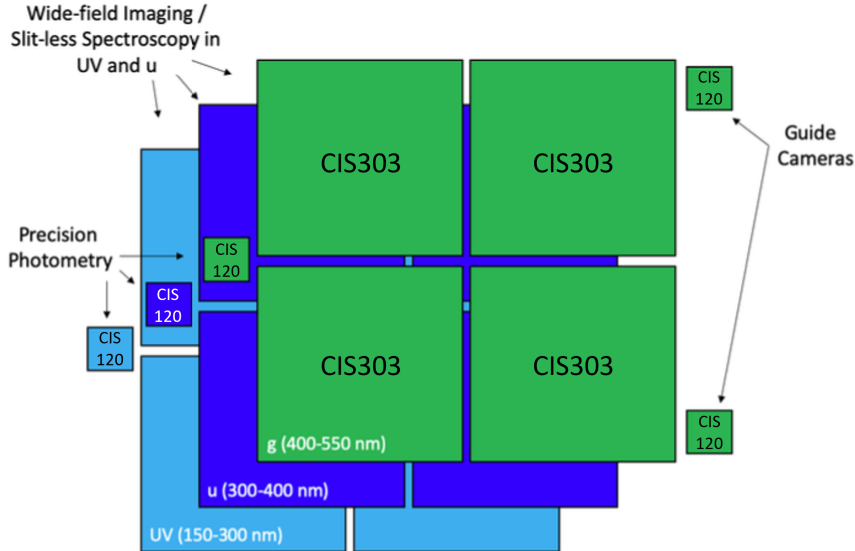 Wide-field Imaging /
Slit-less Spectroscopy in
UV and u
CIS
120
CIS303
CIS303
Guide
Cameras
Precision
Photometry
CIS
120
CIS
120
CIS
120
CIS303
CIS303
CIS
120
g (400-550 nm)
u (300-400 nm)
UV (150-300 nm)